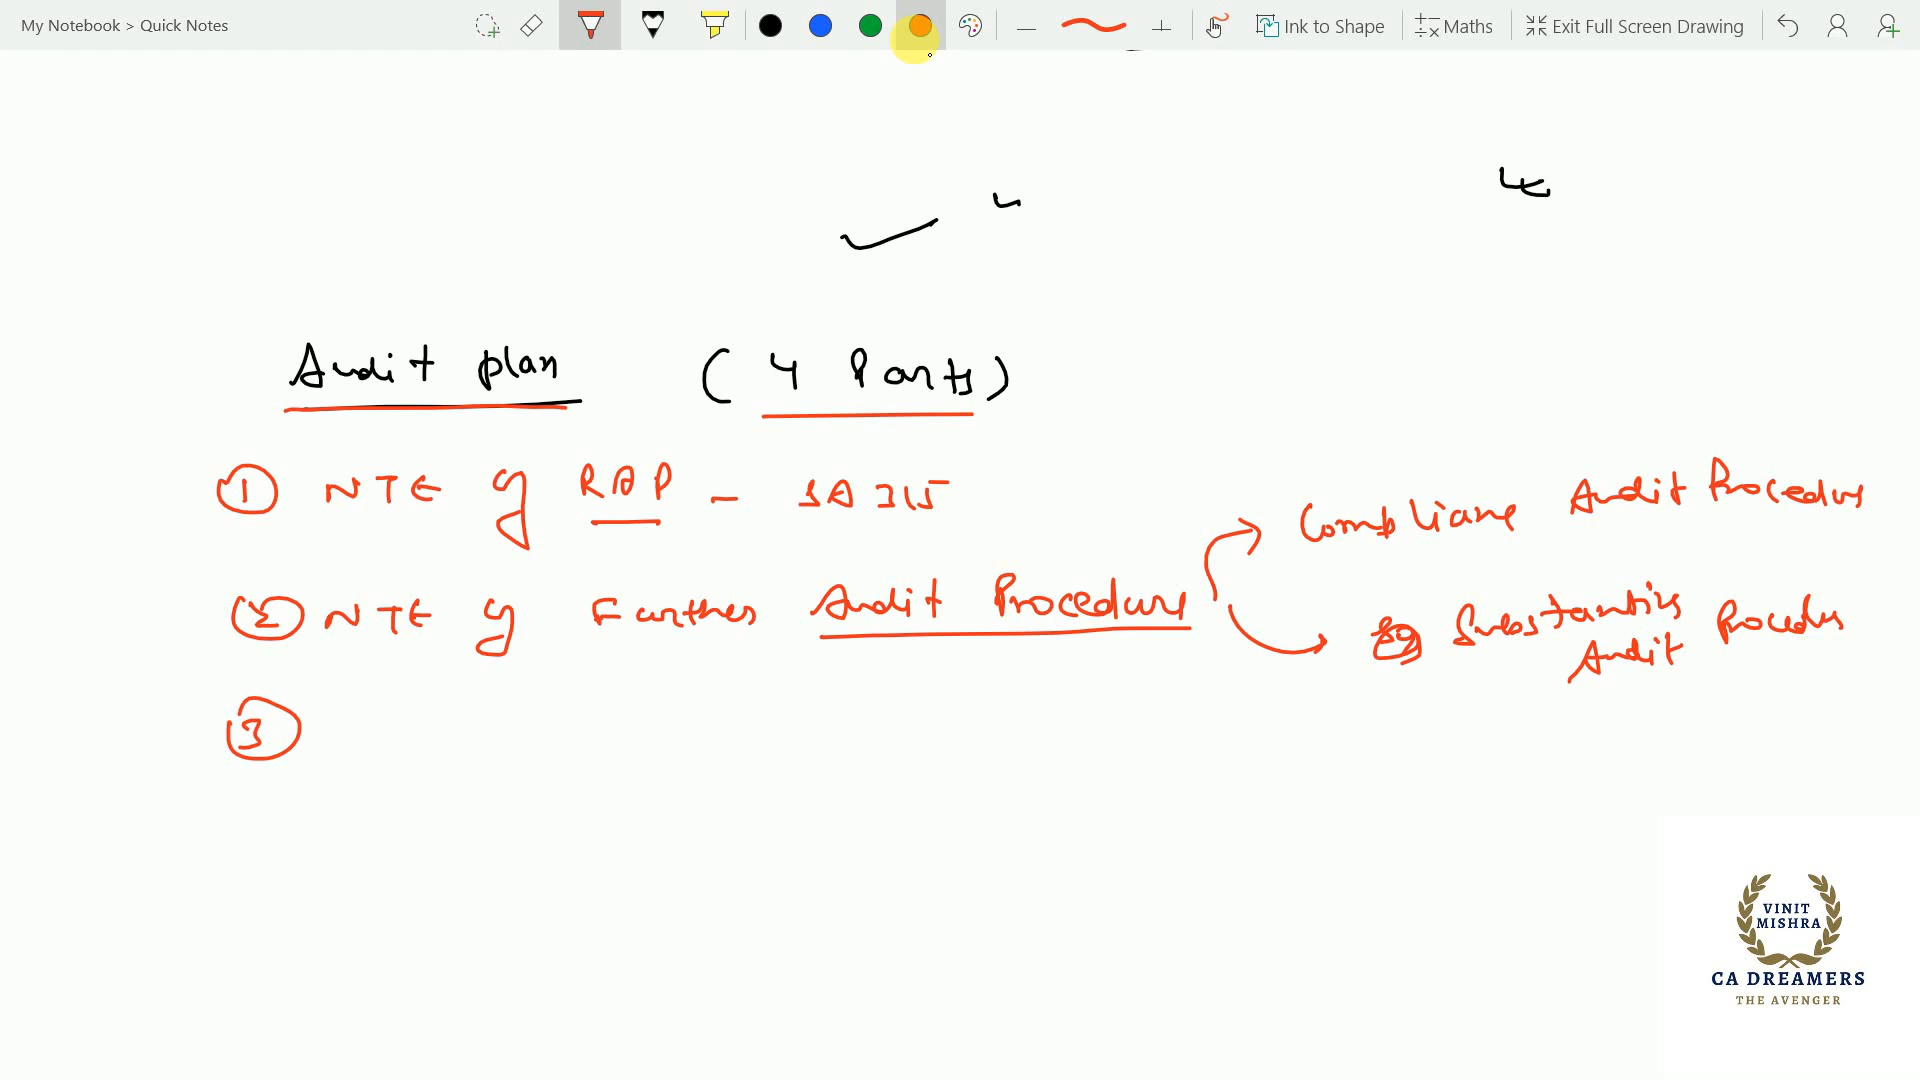 My Notebook > Quick Notes
Ink to Shape
Maths
Exit Full Screen Drawing
Audit plan (4 Parts)
① NTE of RAP - SA 315
Compliance Audit Procedure
② NTE of Further Audit Procedure
Substantive Audit Procedure
③
VINIT
MISHRA
CA DREAMERS
THE AVENGER